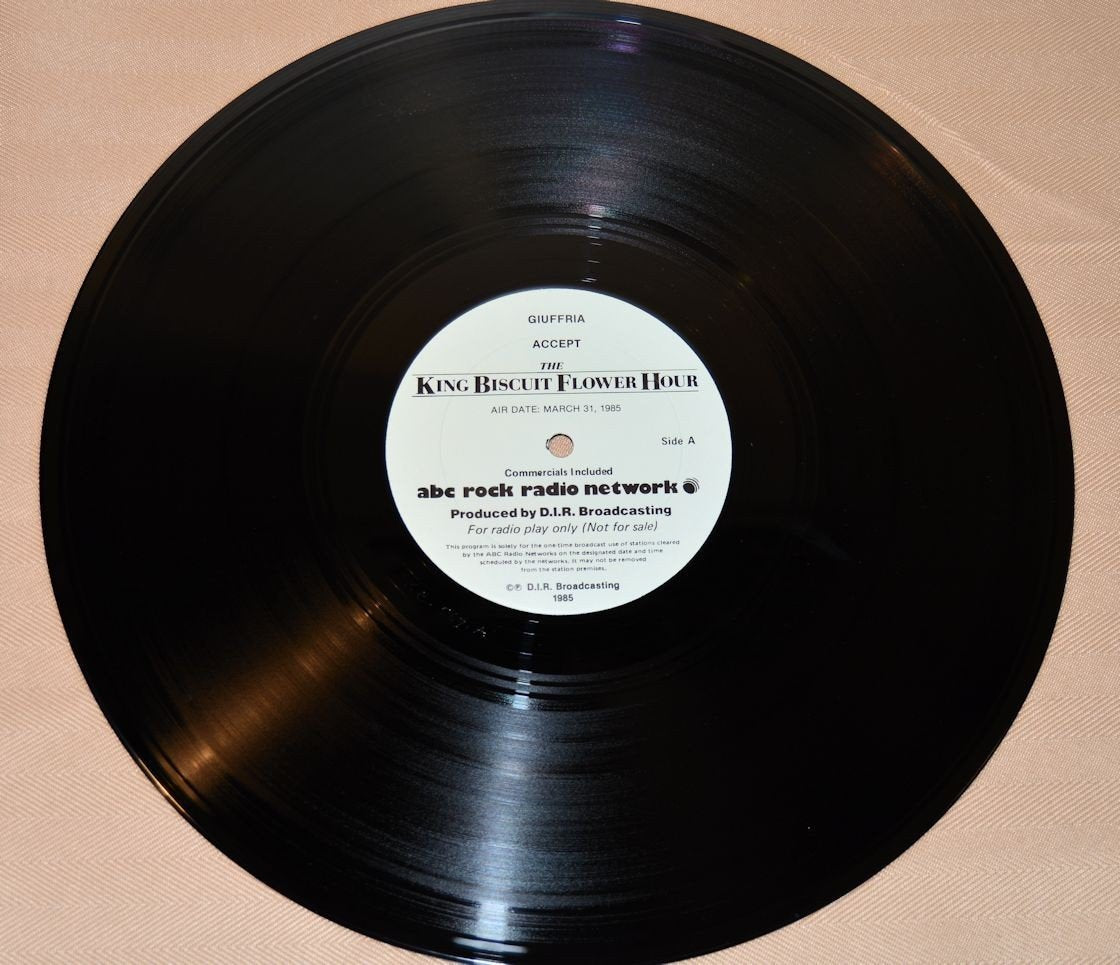 GIUFFRIA
ACCEPT
THE
KING BISCUIT FLOWER HOUR
AIR DATE: MARCH 31, 1985
Side A
Commercials Included
abc rock radio network
Produced by D.I.R. Broadcasting
For radio play only (Not for sale)
This program is solely for the one-time broadcast use of stations cleared
by the ABC Radio Networks on the designated date and time
scheduled by the networks. It may not be removed
from the station premises.
©℗ D.I.R. Broadcasting
1985